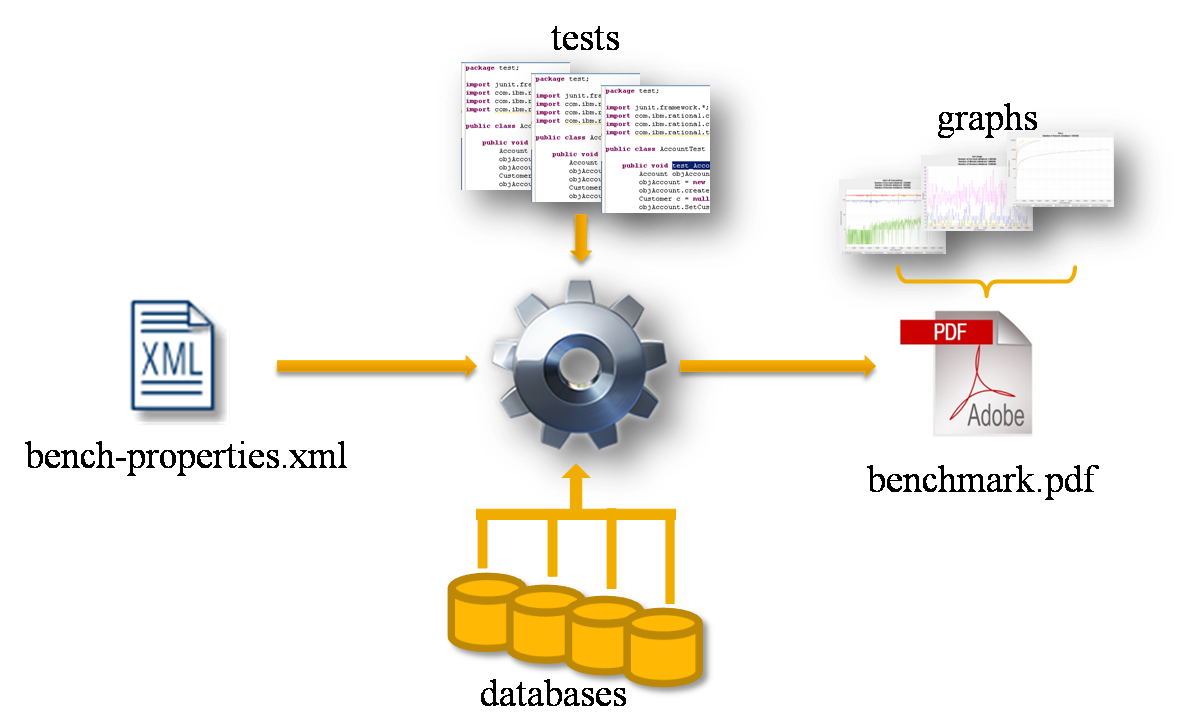 tests
package test;
import junit.fra
import com.ibm.r
import com.ibm.r
import com.ibm.r
public class Acc
public void
Account
objAccou
objAccou
Customer
objAccou
package test;
import junit.fra
import com.ibm.r
import com.ibm.r
import com.ibm.r
public class Acc
public void
Account
objAccou
objAccou
Customer
objAccou
package test;
import junit.framework.*;
import com.ibm.rational.c
import com.ibm.rational.c
import com.ibm.rational.t
public class AccountTest
public void test_Acco
Account objAccoun
objAccount = new
objAccount.create
Customer c = null
objAccount.SetCus
graphs
XML
bench-properties.xml
PDF
Adobe
benchmark.pdf
databases